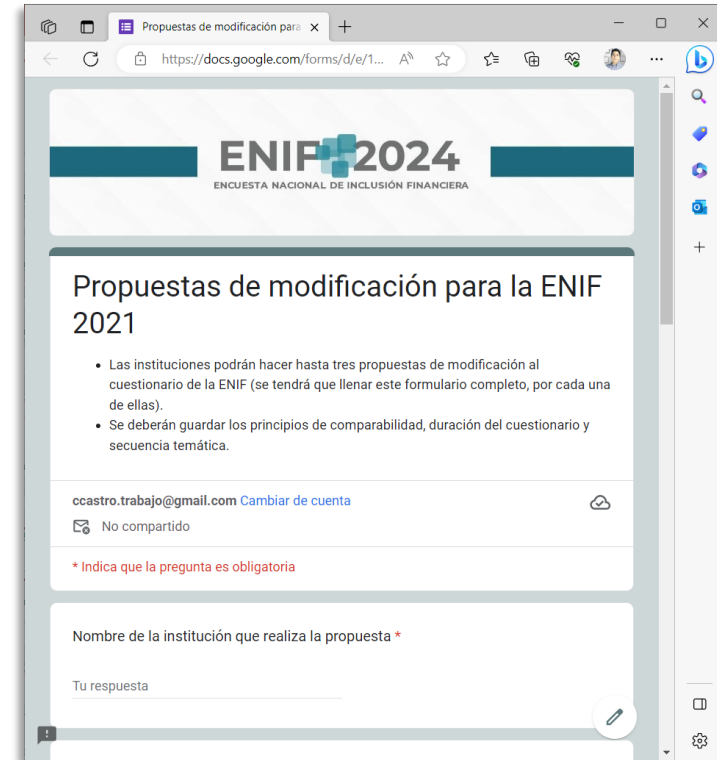 Propuestas de modificación para
https://docs.google.com/forms/d/e/1...
ENIF 2024
ENCUESTA NACIONAL DE INCLUSIÓN FINANCIERA
Propuestas de modificación para la ENIF
2021
• Las instituciones podrán hacer hasta tres propuestas de modificación al
cuestionario de la ENIF (se tendrá que llenar este formulario completo, por cada una
de ellas).
• Se deberán guardar los principios de comparabilidad, duración del cuestionario y
secuencia temática.
ccastro.trabajo@gmail.com Cambiar de cuenta
No compartido
* Indica que la pregunta es obligatoria
Nombre de la institución que realiza la propuesta *
Tu respuesta